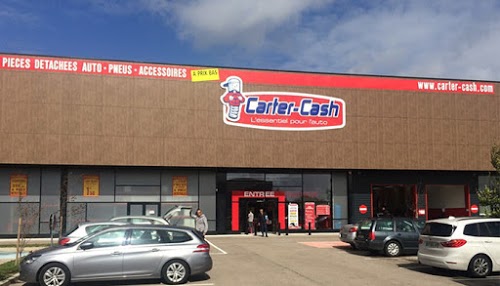 PIECES DETACHEES AUTO • PNEUS • ACCESSOIRES
A PRIX BAS
www.carter-cash.com
Carter-Cash
L'essentiel pour l'auto
ENTREE